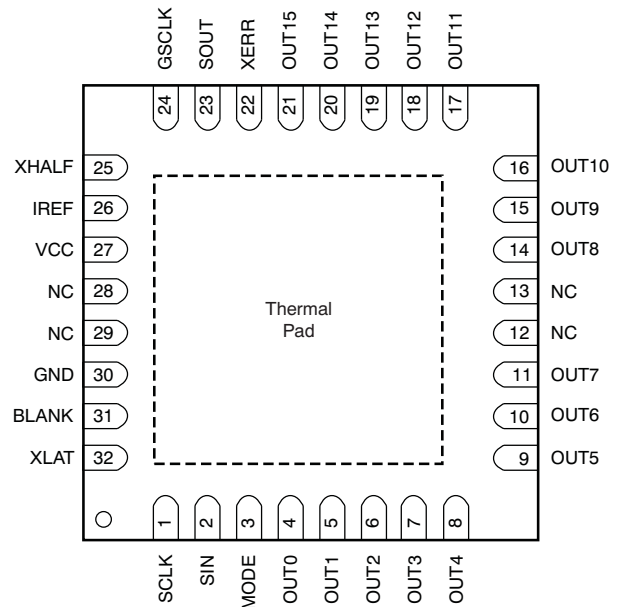 GSCLK
SOUT
XERR
OUT15
OUT14
OUT13
OUT12
OUT11
24
23
22
21
20
19
18
17
XHALF 25
IREF 26
VCC 27
NC 28
NC 29
GND 30
BLANK 31
XLAT 32
Thermal
Pad
16 OUT10
15 OUT9
14 OUT8
13 NC
12 NC
11 OUT7
10 OUT6
9 OUT5
1
2
3
4
5
6
7
8
SCLK
SIN
MODE
OUT0
OUT1
OUT2
OUT3
OUT4